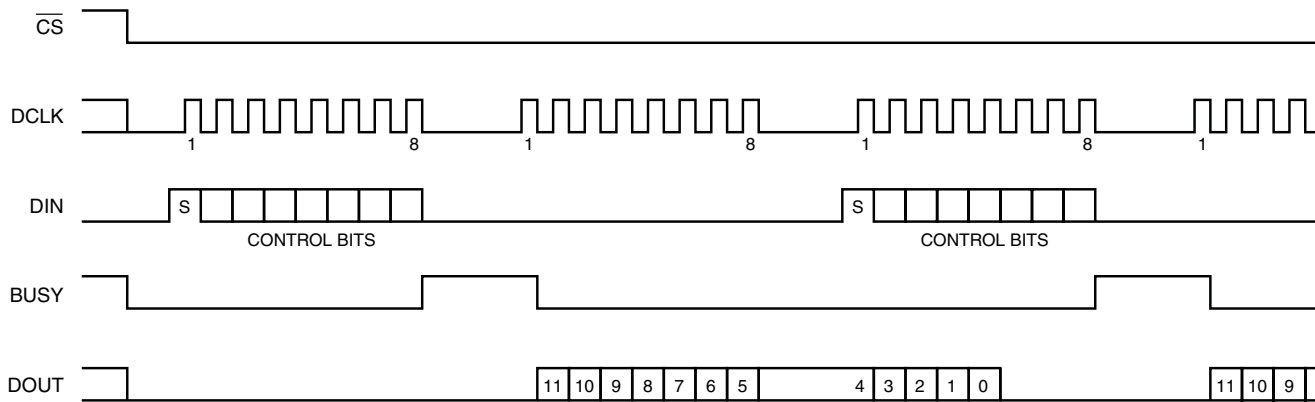 CS
DCLK
1 8 1 8 1 8 1
DIN
S S
CONTROL BITS CONTROL BITS
BUSY
DOUT
11 10 9 8 7 6 5 4 3 2 1 0 11 10 9